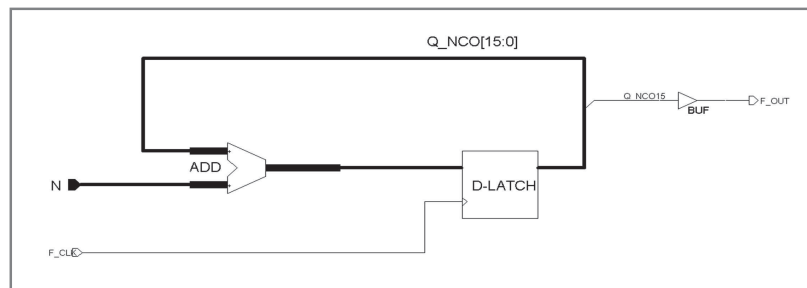 Q_NCO[15:0]
Q_NCO15
F_OUT
BUF
ADD
D-LATCH
N
F_CLK